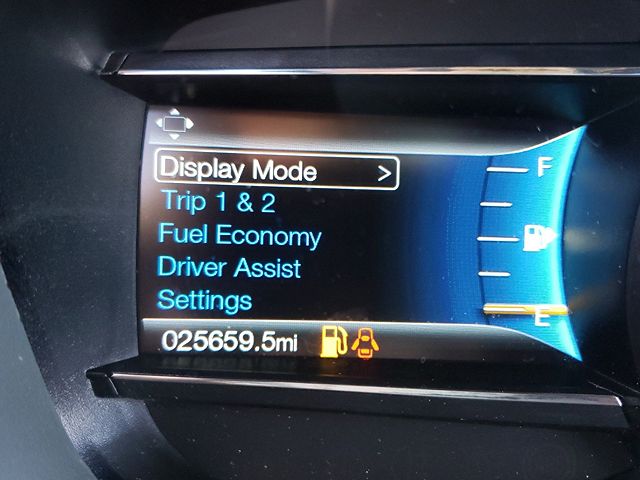 Display Mode >
Trip 1 & 2
Fuel Economy
Driver Assist
Settings
025659.5mi
F
E